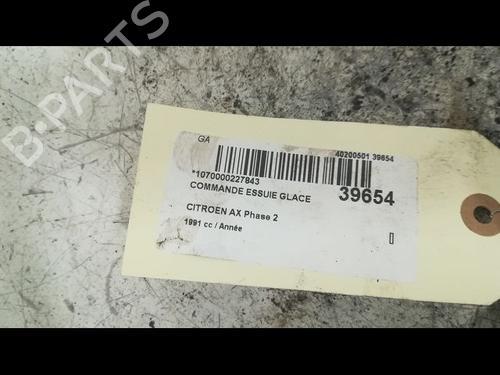 B-PARTS
GA
40200501 39654
*1070000227843
COMMANDE ESSUIE GLACE
39654
CITROEN AX Phase 2
1991 cc / Année